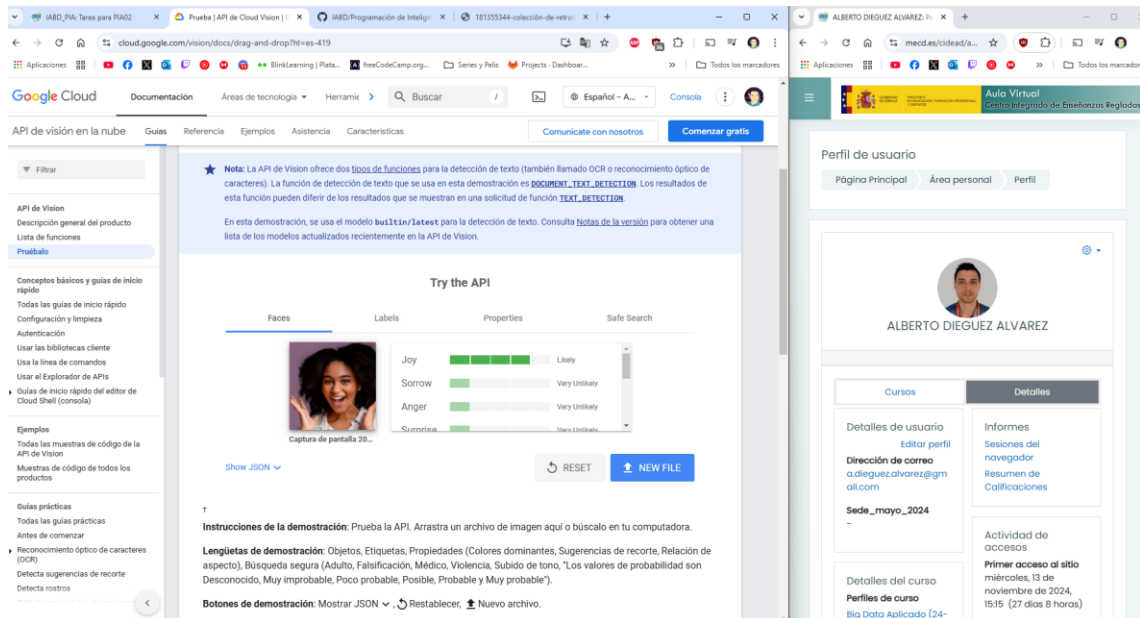 IABD_PIA: Tarea para PIA02
Prueba | API de Cloud Vision | G
IABD/Programación de Intelige
181355344-colección-de-retrat
ALBERTO DIEGUEZ ALVAREZ: P
cloud.google.com/vision/docs/drag-and-drop?hl=es-419
mecd.es/cidead/a...
Aplicaciones
BlinkLearning | Plata...
freeCodeCamp.org...
Series y Pelis
Projects · Dashboar...
Todos los marcadores
Aplicaciones
Todos los marcadores
Google Cloud
Documentación
Áreas de tecnología
Herramie
Buscar
/
Español – A...
Consola
API de visión en la nube
Guías
Referencia
Ejemplos
Asistencia
Características
Comunícate con nosotros
Comenzar gratis
Filtrar
API de Vision
Descripción general del producto
Lista de funciones
Pruébalo
Conceptos básicos y guías de inicio
rápido
Todas las guías de inicio rápido
Configuración y limpieza
Autenticación
Usar las bibliotecas cliente
Usa la línea de comandos
Usar el Explorador de APIs
Guías de inicio rápido del editor de
Cloud Shell (consola)
Ejemplos
Todas las muestras de código de la
API de Vision
Muestras de código de todos los
productos
Guías prácticas
Todas las guías prácticas
Antes de comenzar
Reconocimiento óptico de caracteres
(OCR)
Detecta sugerencias de recorte
Detecta rostros
Nota: La API de Vision ofrece dos tipos de funciones para la detección de texto (también llamado OCR o reconocimiento óptico de
caracteres). La función de detección de texto que se usa en esta demostración es DOCUMENT_TEXT_DETECTION. Los resultados de
esta función pueden diferir de los resultados que se muestran en una solicitud de función TEXT_DETECTION.
En esta demostración, se usa el modelo builtin/latest para la detección de texto. Consulta Notas de la versión para obtener una
lista de los modelos actualizados recientemente en la API de Vision.
Try the API
Faces
Labels
Properties
Safe Search
Joy
Likely
Sorrow
Very Unlikely
Anger
Very Unlikely
Surprise
Very Unlikely
Captura de pantalla 20...
Show JSON
RESET
NEW FILE
†
Instrucciones de la demostración: Prueba la API. Arrastra un archivo de imagen aquí o búscalo en tu computadora.
Lengüetas de demostración: Objetos, Etiquetas, Propiedades (Colores dominantes, Sugerencias de recorte, Relación de
aspecto), Búsqueda segura (Adulto, Falsificación, Médico, Violencia, Subido de tono, "Los valores de probabilidad son
Desconocido, Muy improbable, Poco probable, Posible, Probable y Muy probable").
Botones de demostración: Mostrar JSON , Restablecer, Nuevo archivo.
Aula Virtual
Centro Integrado de Enseñanzas Regladas
Perfil de usuario
Página Principal
Área personal
Perfil
ALBERTO DIEGUEZ ALVAREZ
Cursos
Detalles
Detalles de usuario
Editar perfil
Dirección de correo
a.dieguez.alvarez@gm
ail.com
Sede_mayo_2024
-
Detalles del curso
Perfiles de curso
Big Data Aplicado (24-
Informes
Sesiones del
navegador
Resumen de
Calificaciones
Actividad de
accesos
Primer acceso al sitio
miércoles, 13 de
noviembre de 2024,
15:15 (27 días 8 horas)